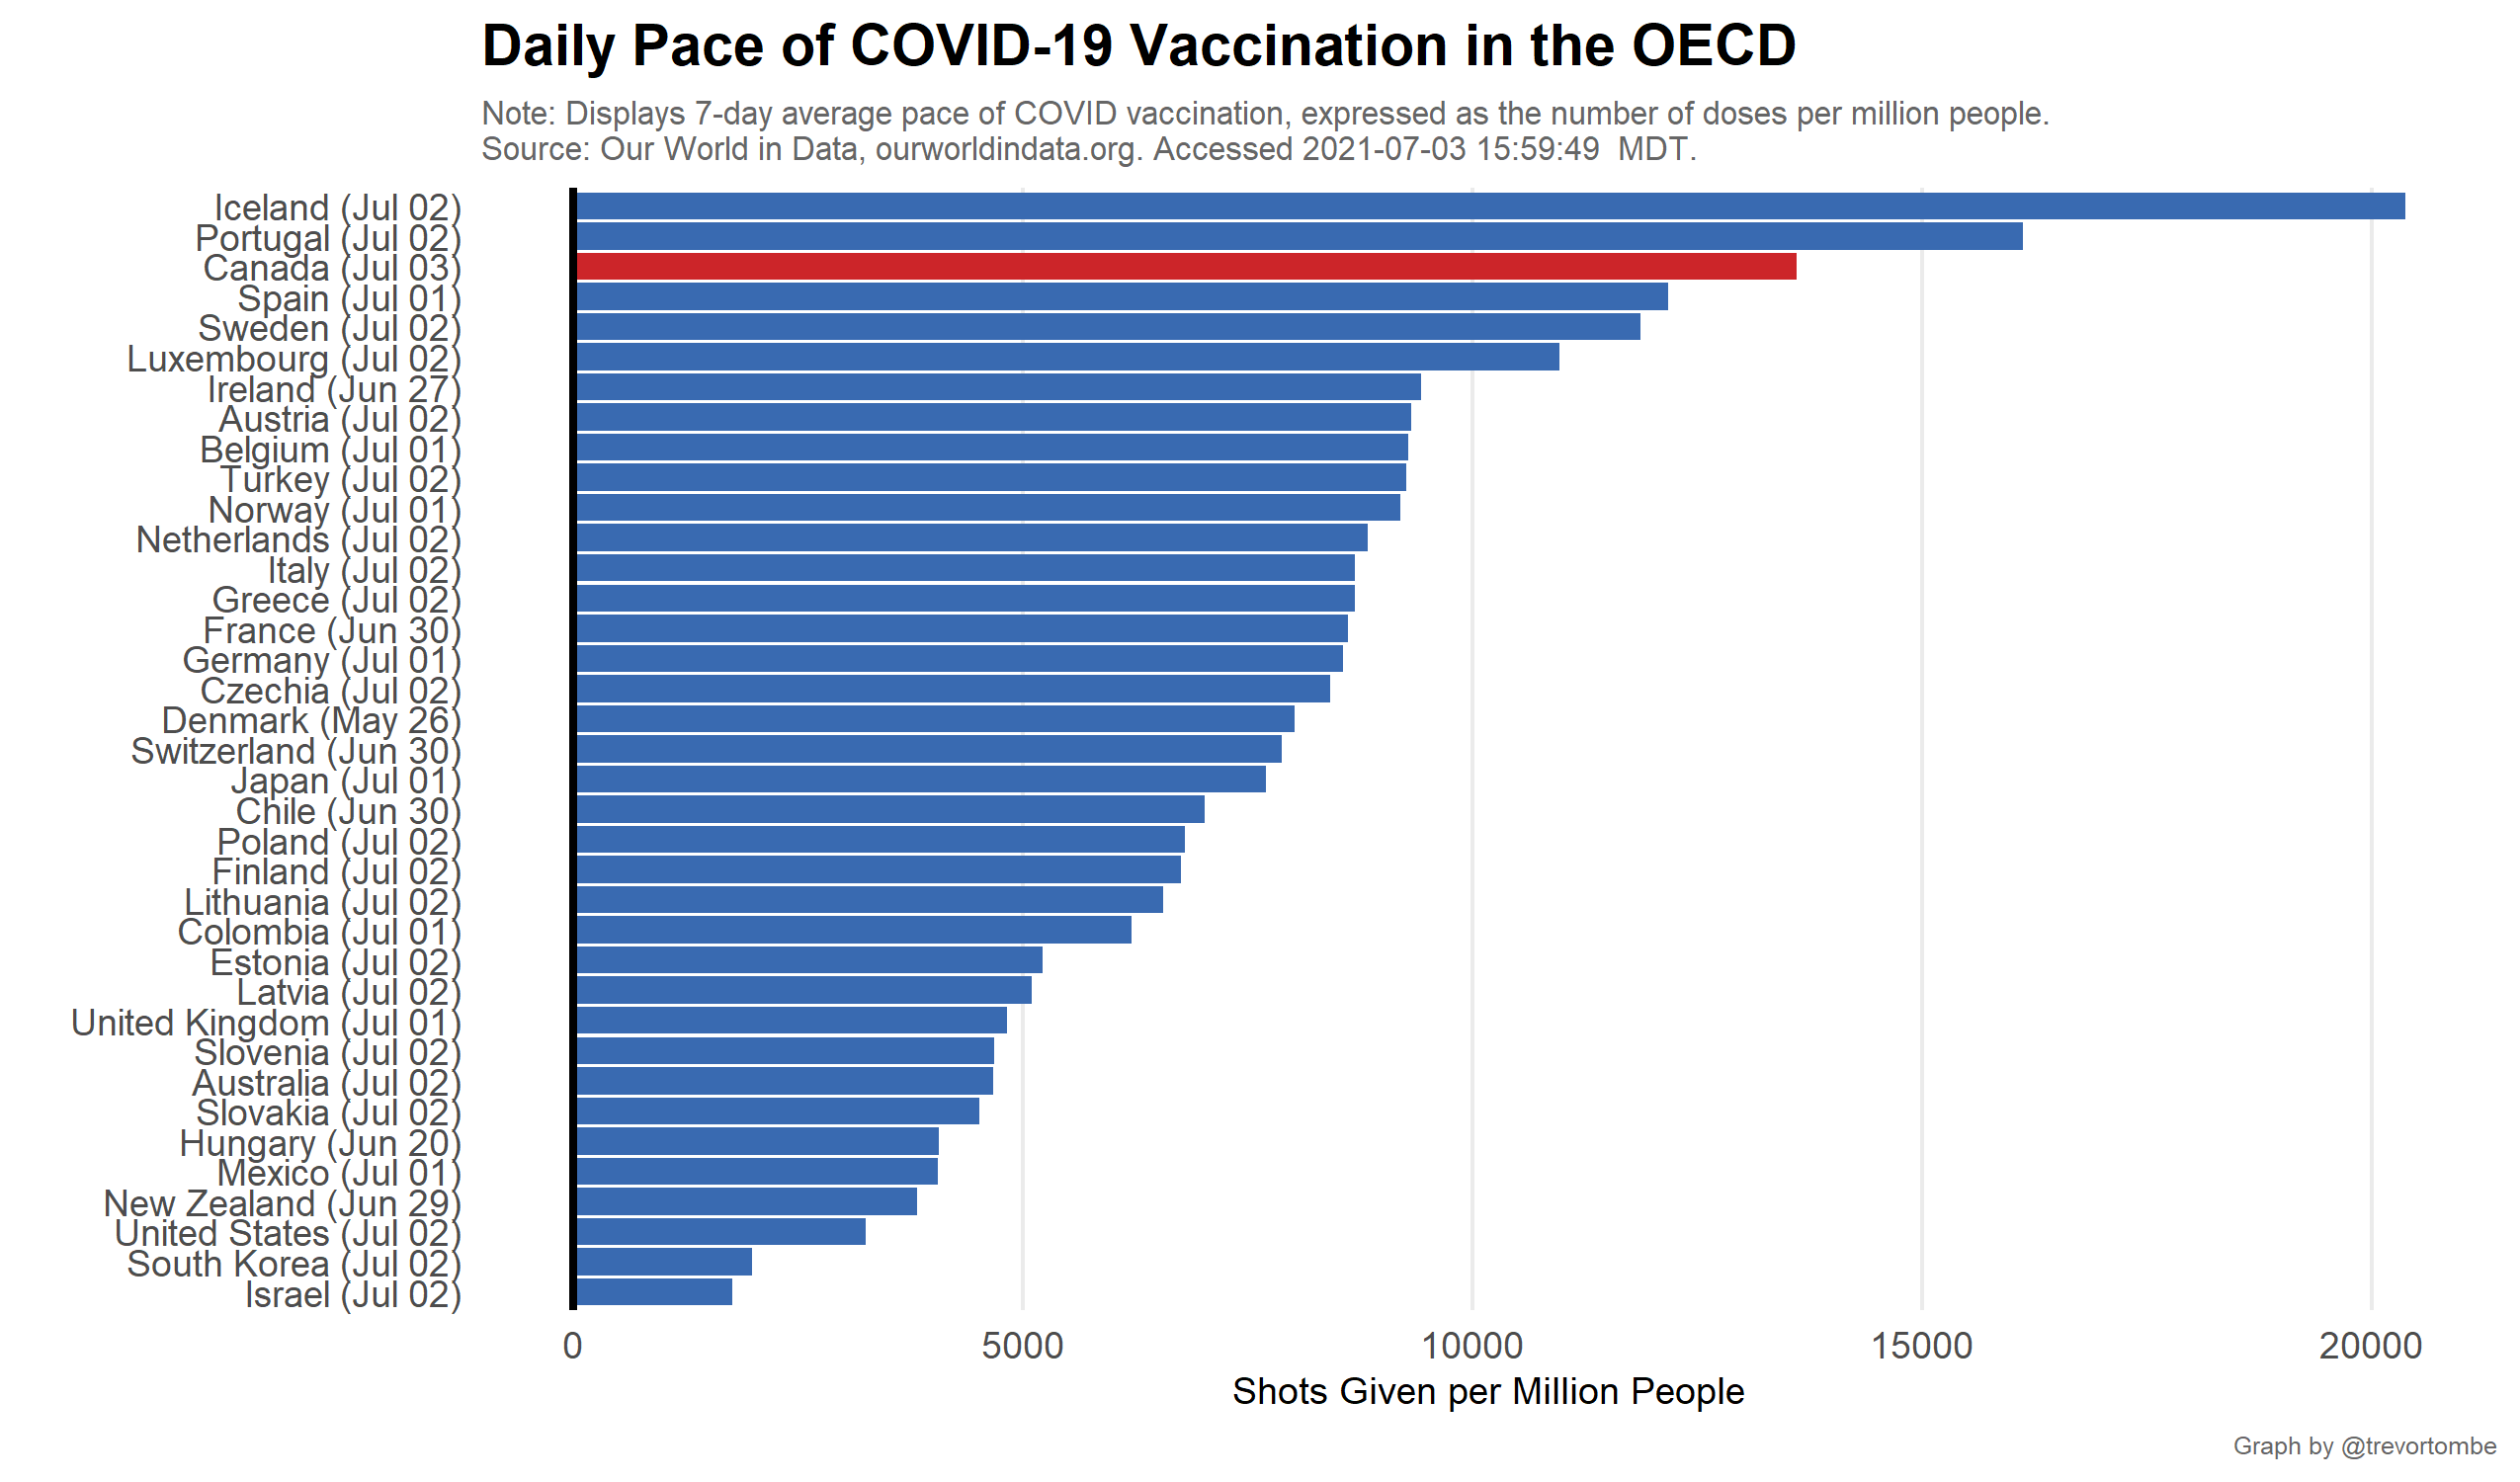 Daily Pace of COVID-19 Vaccination in the OECD
Note: Displays 7-day average pace of COVID vaccination, expressed as the number of doses per million people.
Source: Our World in Data, ourworldindata.org. Accessed 2021-07-03 15:59:49  MDT.
Iceland (Jul 02)
Portugal (Jul 02)
Canada (Jul 03)
Spain (Jul 01)
Sweden (Jul 02)
Luxembourg (Jul 02)
Ireland (Jun 27)
Austria (Jul 02)
Belgium (Jul 01)
Turkey (Jul 02)
Norway (Jul 01)
Netherlands (Jul 02)
Italy (Jul 02)
Greece (Jul 02)
France (Jun 30)
Germany (Jul 01)
Czechia (Jul 02)
Denmark (May 26)
Switzerland (Jun 30)
Japan (Jul 01)
Chile (Jun 30)
Poland (Jul 02)
Finland (Jul 02)
Lithuania (Jul 02)
Colombia (Jul 01)
Estonia (Jul 02)
Latvia (Jul 02)
United Kingdom (Jul 01)
Slovenia (Jul 02)
Australia (Jul 02)
Slovakia (Jul 02)
Hungary (Jun 20)
Mexico (Jul 01)
New Zealand (Jun 29)
United States (Jul 02)
South Korea (Jul 02)
Israel (Jul 02)
0 5000 10000 15000 20000
Shots Given per Million People
Graph by @trevortombe